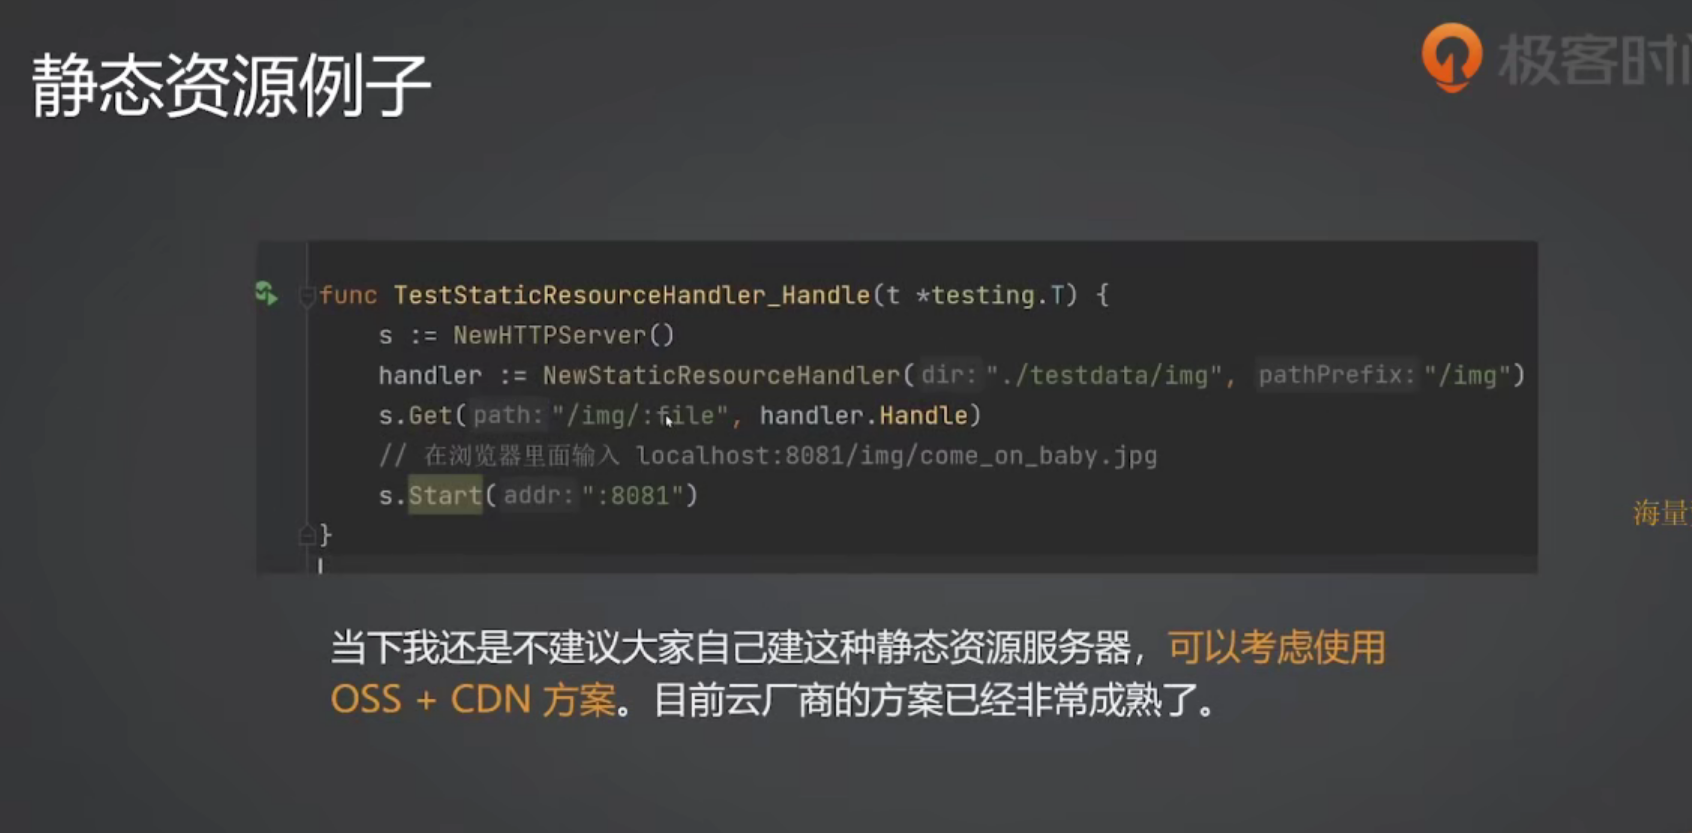 静态资源例子
极客时间
func TestStaticResourceHandler_Handle(t *testing.T) {
s := NewHTTPServer()
handler := NewStaticResourceHandler( dir: "./testdata/img", pathPrefix: "/img")
s.Get( path: "/img/:file", handler.Handle)
// 在浏览器里面输入 localhost:8081/img/come_on_baby.jpg
s.Start( addr: ":8081")
}
海量
当下我还是不建议大家自己建这种静态资源服务器，可以考虑使用
OSS + CDN 方案。目前云厂商的方案已经非常成熟了。